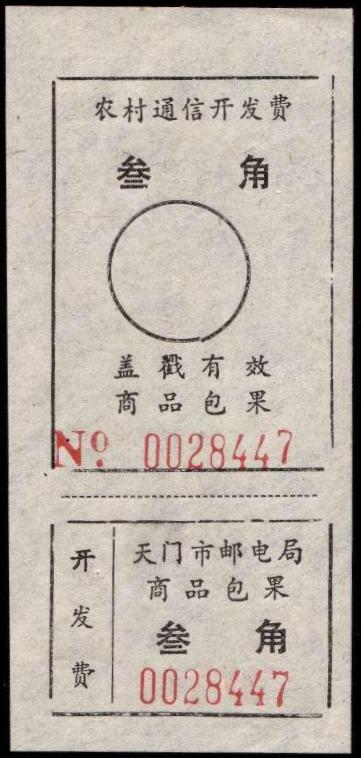 农村通信开发费
叁 角
盖戳有效
商品包果
Nº 0028447
开发费
天门市邮电局
商品包果
叁 角
0028447